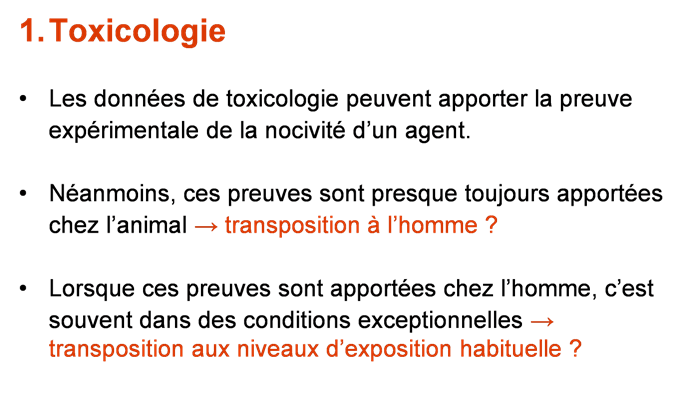 1. Toxicologie
• Les données de toxicologie peuvent apporter la preuve
expérimentale de la nocivité d’un agent.
• Néanmoins, ces preuves sont presque toujours apportées
chez l’animal → transposition à l’homme ?
• Lorsque ces preuves sont apportées chez l’homme, c’est
souvent dans des conditions exceptionnelles →
transposition aux niveaux d’exposition habituelle ?